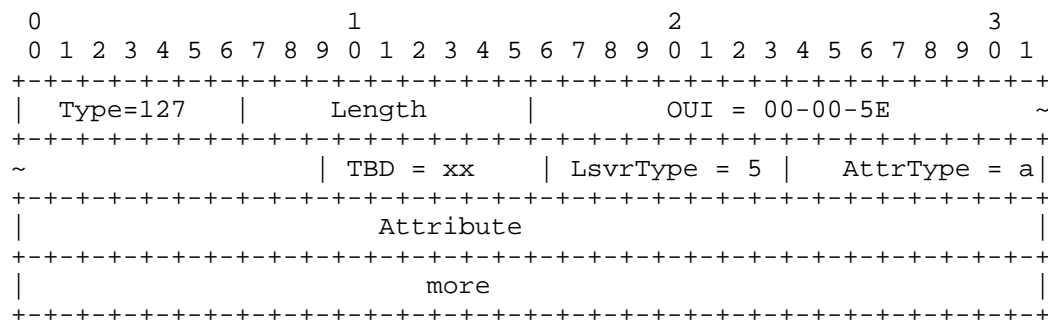 0                   1                   2                   3
 0 1 2 3 4 5 6 7 8 9 0 1 2 3 4 5 6 7 8 9 0 1 2 3 4 5 6 7 8 9 0 1
+-+-+-+-+-+-+-+-+-+-+-+-+-+-+-+-+-+-+-+-+-+-+-+-+-+-+-+-+-+-+-+-+
|  Type=127   |     Length      |        OUI = 00-00-5E         ~
+-+-+-+-+-+-+-+-+-+-+-+-+-+-+-+-+-+-+-+-+-+-+-+-+-+-+-+-+-+-+-+-+
~                  | TBD = xx    | LsvrType = 5 |   AttrType = a|
+-+-+-+-+-+-+-+-+-+-+-+-+-+-+-+-+-+-+-+-+-+-+-+-+-+-+-+-+-+-+-+-+
|                      Attribute                                |
+-+-+-+-+-+-+-+-+-+-+-+-+-+-+-+-+-+-+-+-+-+-+-+-+-+-+-+-+-+-+-+-+
|                         more                                  |
+-+-+-+-+-+-+-+-+-+-+-+-+-+-+-+-+-+-+-+-+-+-+-+-+-+-+-+-+-+-+-+-+